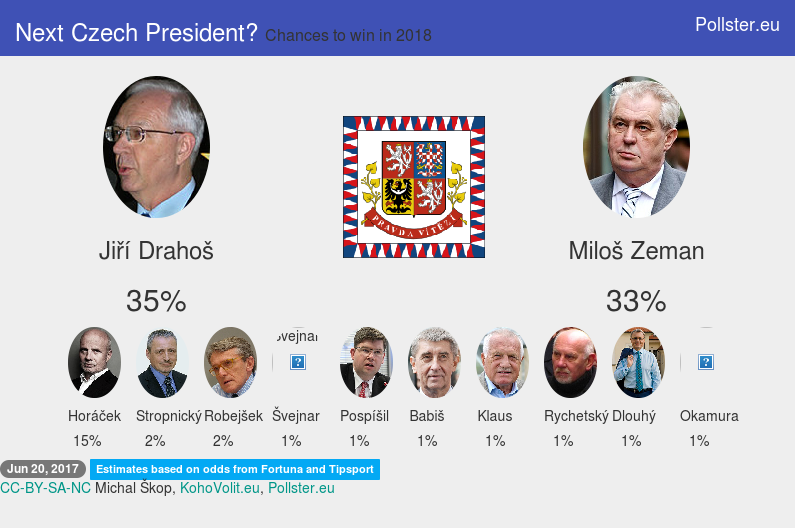 Next Czech President? Chances to win in 2018
Pollster.eu
PRAVDA VÍTĚZÍ
Jiří Drahoš
Miloš Zeman
35%
33%
Švejnar
Horáček Stropnický Robejšek Švejnar Pospíšil Babiš Klaus Rychetský Dlouhý Okamura
15% 2% 2% 1% 1% 1% 1% 1% 1% 1%
Jun 20, 2017 Estimates based on odds from Fortuna and Tipsport
CC-BY-SA-NC Michal Škop, KohoVolit.eu, Pollster.eu